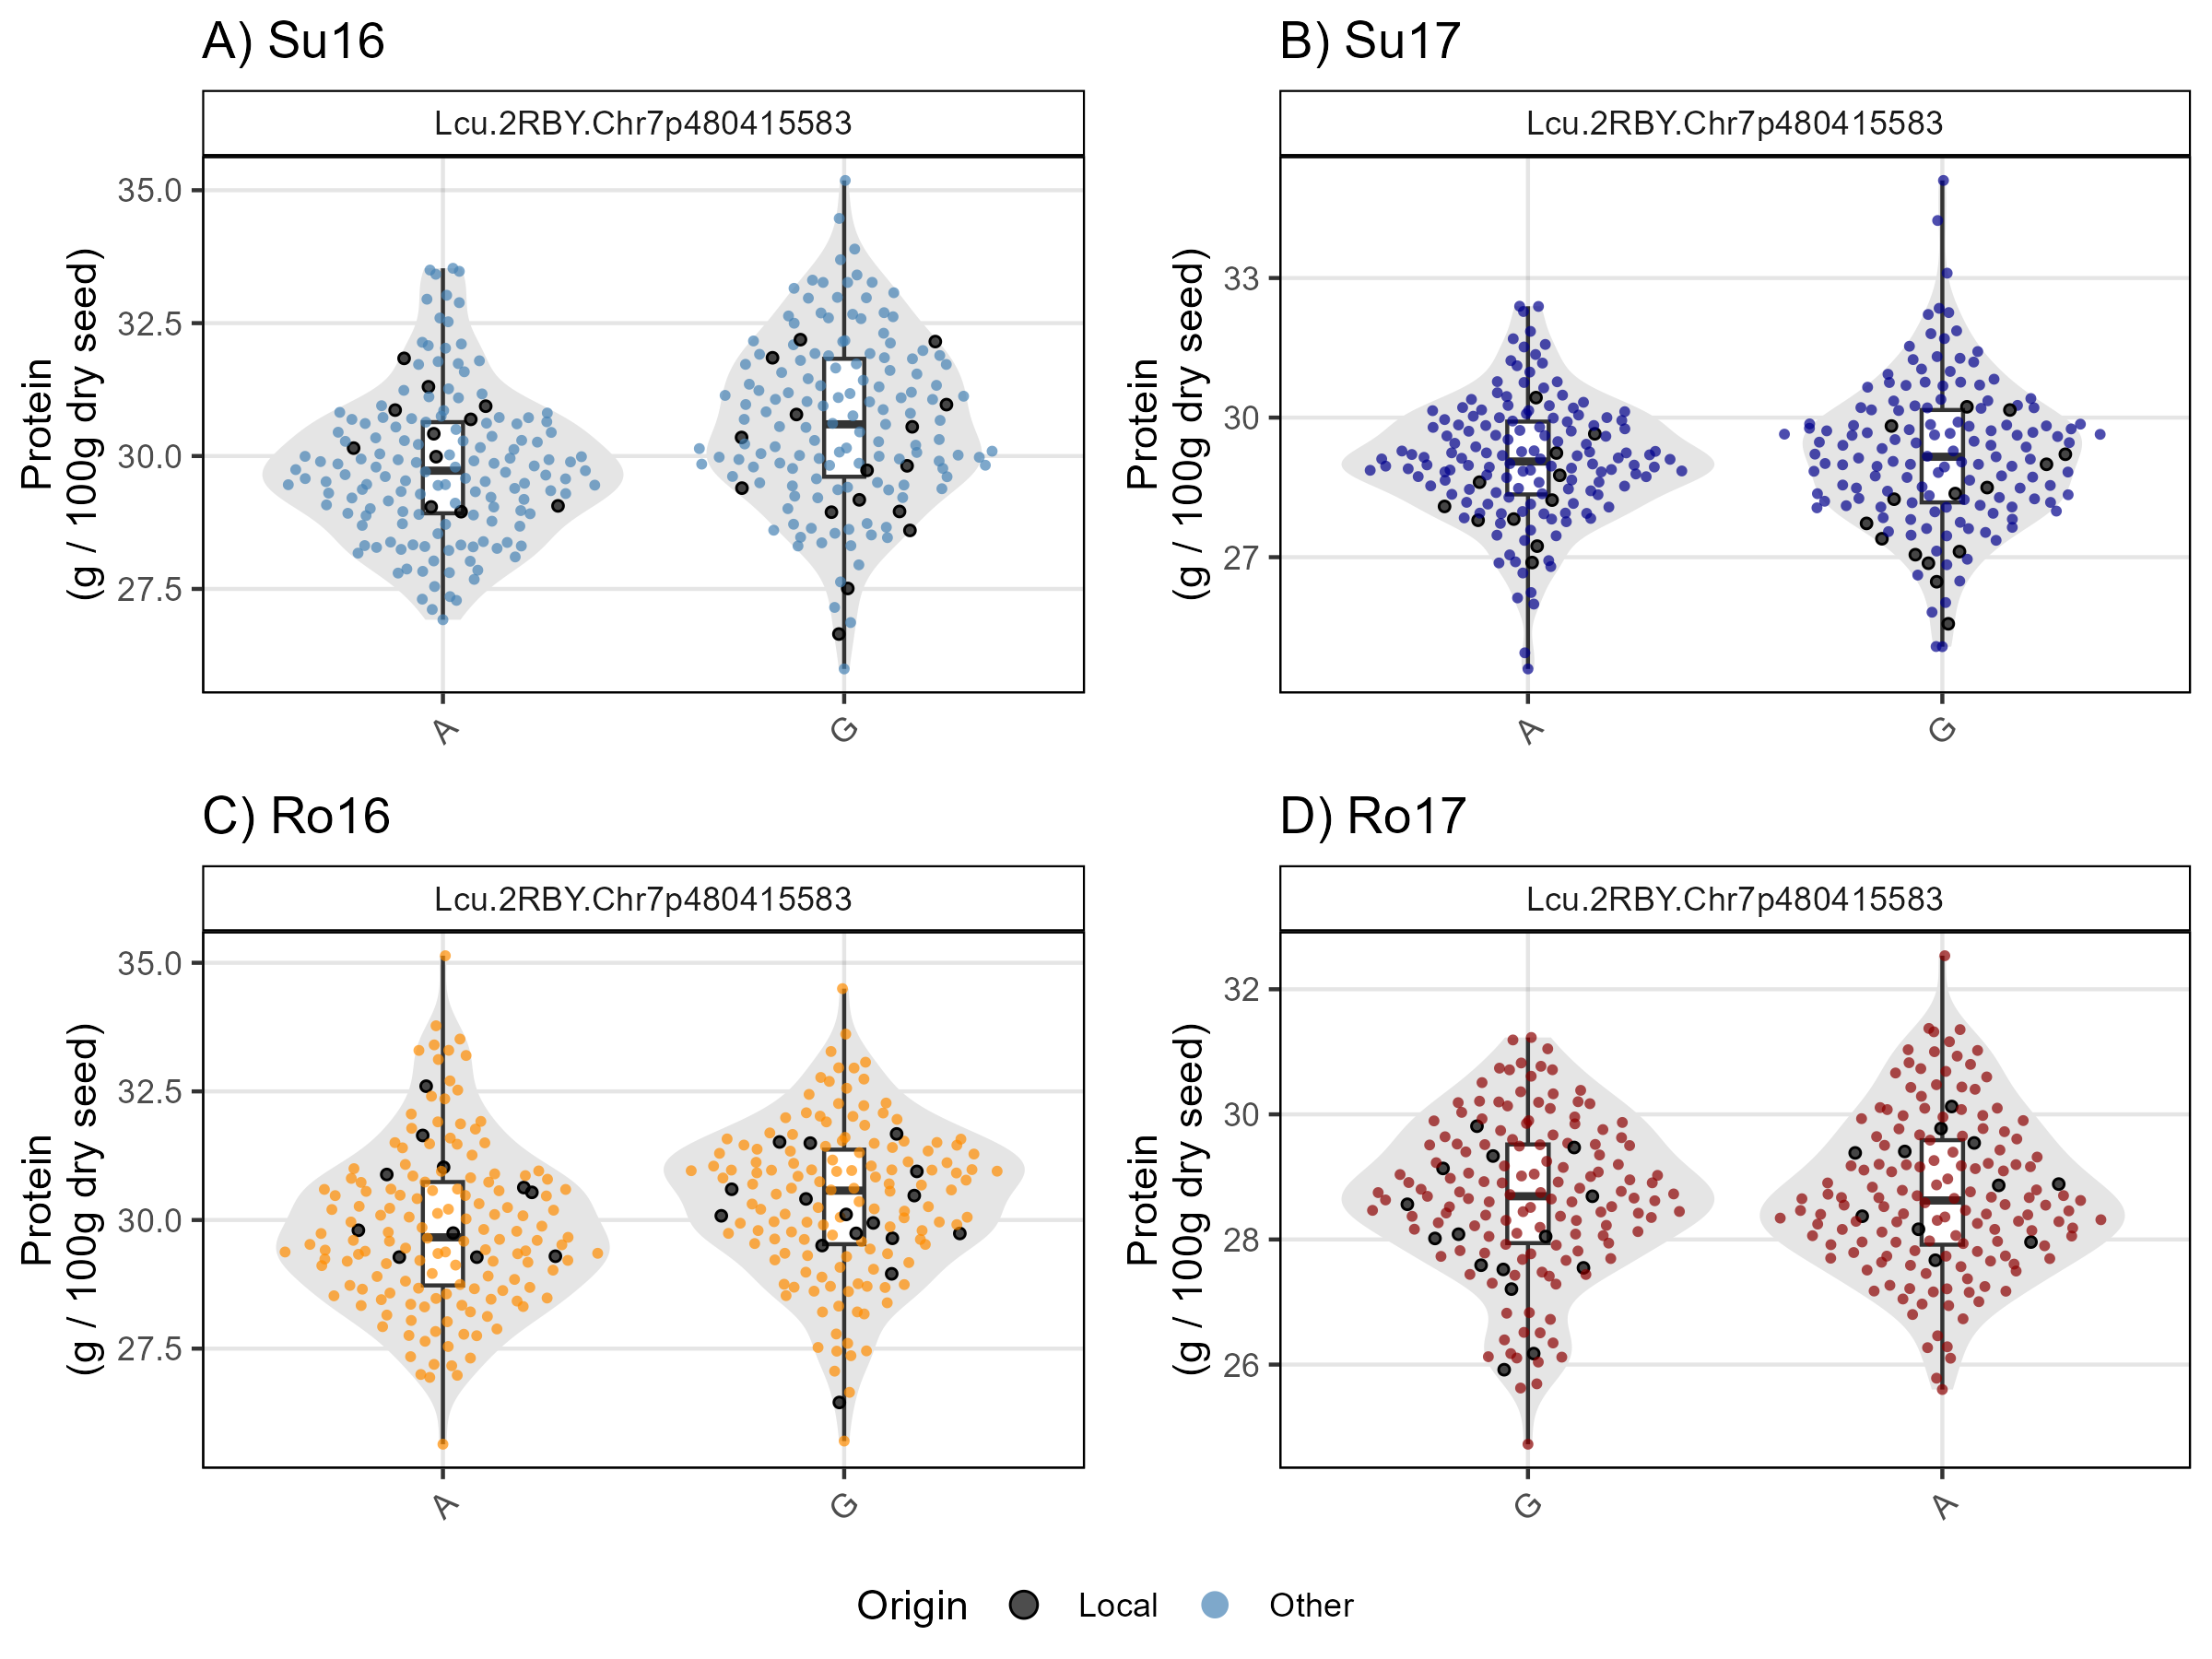 A) Su16
Lcu.2RBY.Chr7p480415583
Protein
(g / 100g dry seed)
35.0
32.5
30.0
27.5
A
G
B) Su17
Lcu.2RBY.Chr7p480415583
Protein
(g / 100g dry seed)
33
30
27
A
G
C) Ro16
Lcu.2RBY.Chr7p480415583
Protein
(g / 100g dry seed)
35.0
32.5
30.0
27.5
A
G
D) Ro17
Lcu.2RBY.Chr7p480415583
Protein
(g / 100g dry seed)
32
30
28
26
G
A
Origin Local Other